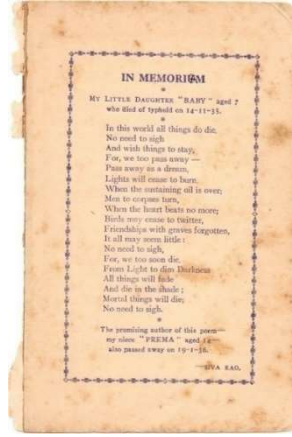 IN MEMORIUM
MY LITTLE DAUGHTER "BABY" aged 7
who died of typhoid on 14-11-35.
*
In this world all things do die.
No need to sigh
And wish things to stay,
For, we too pass away —
Pass away as a dream,
Lights will cease to burn,
When the sustaining oil is over;
Men to corpses turn,
When the heart beats no more;
Birds may cease to twitter,
Friendships with graves forgotten,
It all may seem little :
No need to sigh,
For, we too soon die.
From Light to dim Darkness
All things will fade
And die in the shade ;
Mortal things will die;
No need to sigh.
*
The promising author of this poem—
my niece "PREMA" aged 14
also passed away on 19-1-36.
—SIVA RAO.